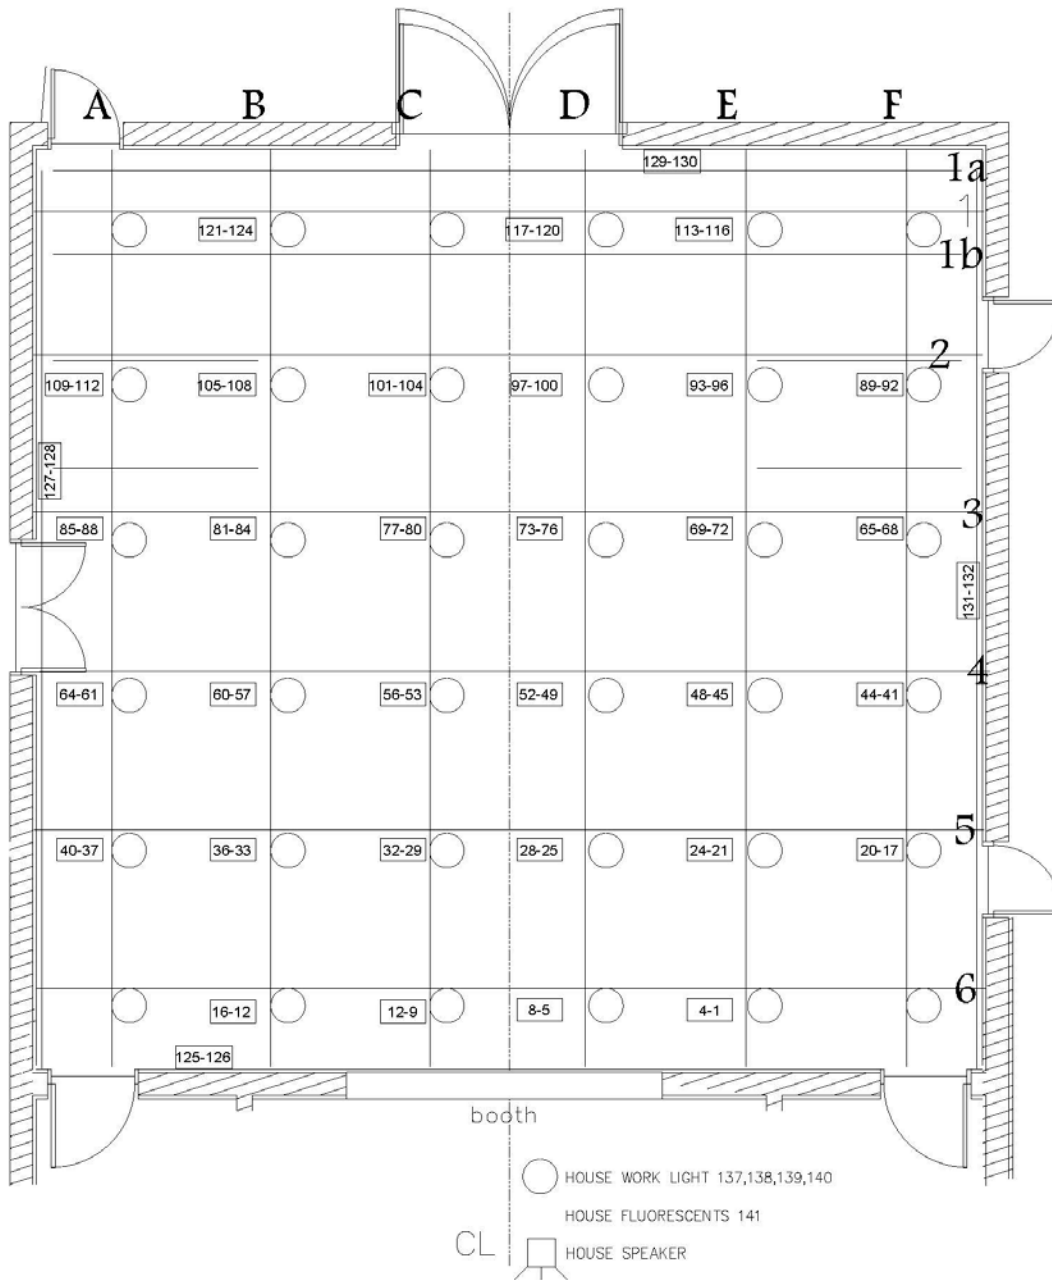 A B C D E F
129-130
1a
1
121-124 117-120 113-116
1b
2
109-112 105-108 101-104 97-100 93-96 89-92
127-128
3
85-88 81-84 77-80 73-76 69-72 65-68
131-132
4
64-61 60-57 56-53 52-49 48-45 44-41
5
40-37 36-33 32-29 28-25 24-21 20-17
6
16-12 12-9 8-5 4-1
125-126
booth
HOUSE WORK LIGHT 137,138,139,140
HOUSE FLUORESCENTS 141
CL
HOUSE SPEAKER